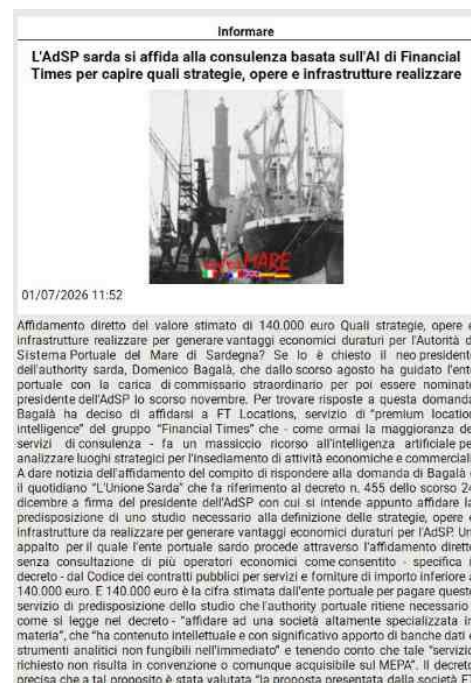 Informare
L'AdSP sarda si affida alla consulenza basata sull'AI di Financial
Times per capire quali strategie, opere e infrastrutture realizzare
inforMARE
01/07/2026 11:52
Affidamento diretto del valore stimato di 140.000 euro Quali strategie, opere e
infrastrutture realizzare per generare vantaggi economici duraturi per l'Autorità d
Sistema Portuale del Mare di Sardegna? Se lo è chiesto il neo presidente
dell'authority sarda, Domenico Bagalà, che dallo scorso agosto ha guidato l'ente
portuale con la carica di commissario straordinario per poi essere nominato
presidente dell'AdSP lo scorso novembre. Per trovare risposte a questa domanda
Bagalà ha deciso di affidarsi a FT Locations, servizio di "premium location
intelligence" del gruppo "Financial Times" che - come ormai la maggioranza de
servizi di consulenza - fa un massiccio ricorso all'intelligenza artificiale pe
analizzare luoghi strategici per l'insediamento di attività economiche e commerciali
A dare notizia dell'affidamento del compito di rispondere alla domanda di Bagalà è
il quotidiano "L'Unione Sarda" che fa riferimento al decreto n. 455 dello scorso 24
dicembre a firma del presidente dell'AdSP con cui si intende appunto affidare la
predisposizione di uno studio necessario alla definizione delle strategie, opere e
infrastrutture da realizzare per generare vantaggi economici duraturi per l'AdSP. Un
appalto per il quale l'ente portuale sardo procede attraverso l'affidamento diretto
senza consultazione di più operatori economici come consentito - specifica i
decreto - dal Codice dei contratti pubblici per servizi e forniture di importo inferiore a
140.000 euro. E 140.000 euro è la cifra stimata dall'ente portuale per pagare questo
servizio di predisposizione dello studio che l'authority portuale ritiene necessario -
come si legge nel decreto - "affidare ad una società altamente specializzata in
materia", che "ha contenuto intellettuale e con significativo apporto di banche dati e
strumenti analitici non fungibili nell'immediato" e tenendo conto che tale "servizio
richiesto non risulta in convenzione o comunque acquisibile sul MEPA". Il decreto
precisa che a tal proposito è stata valutata "la proposta presentata dalla società FT